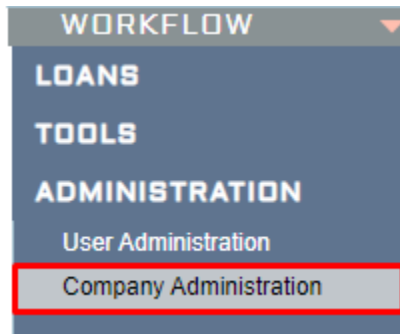 WORKFLOW
LOANS
TOOLS
ADMINISTRATION
User Administration
Company Administration